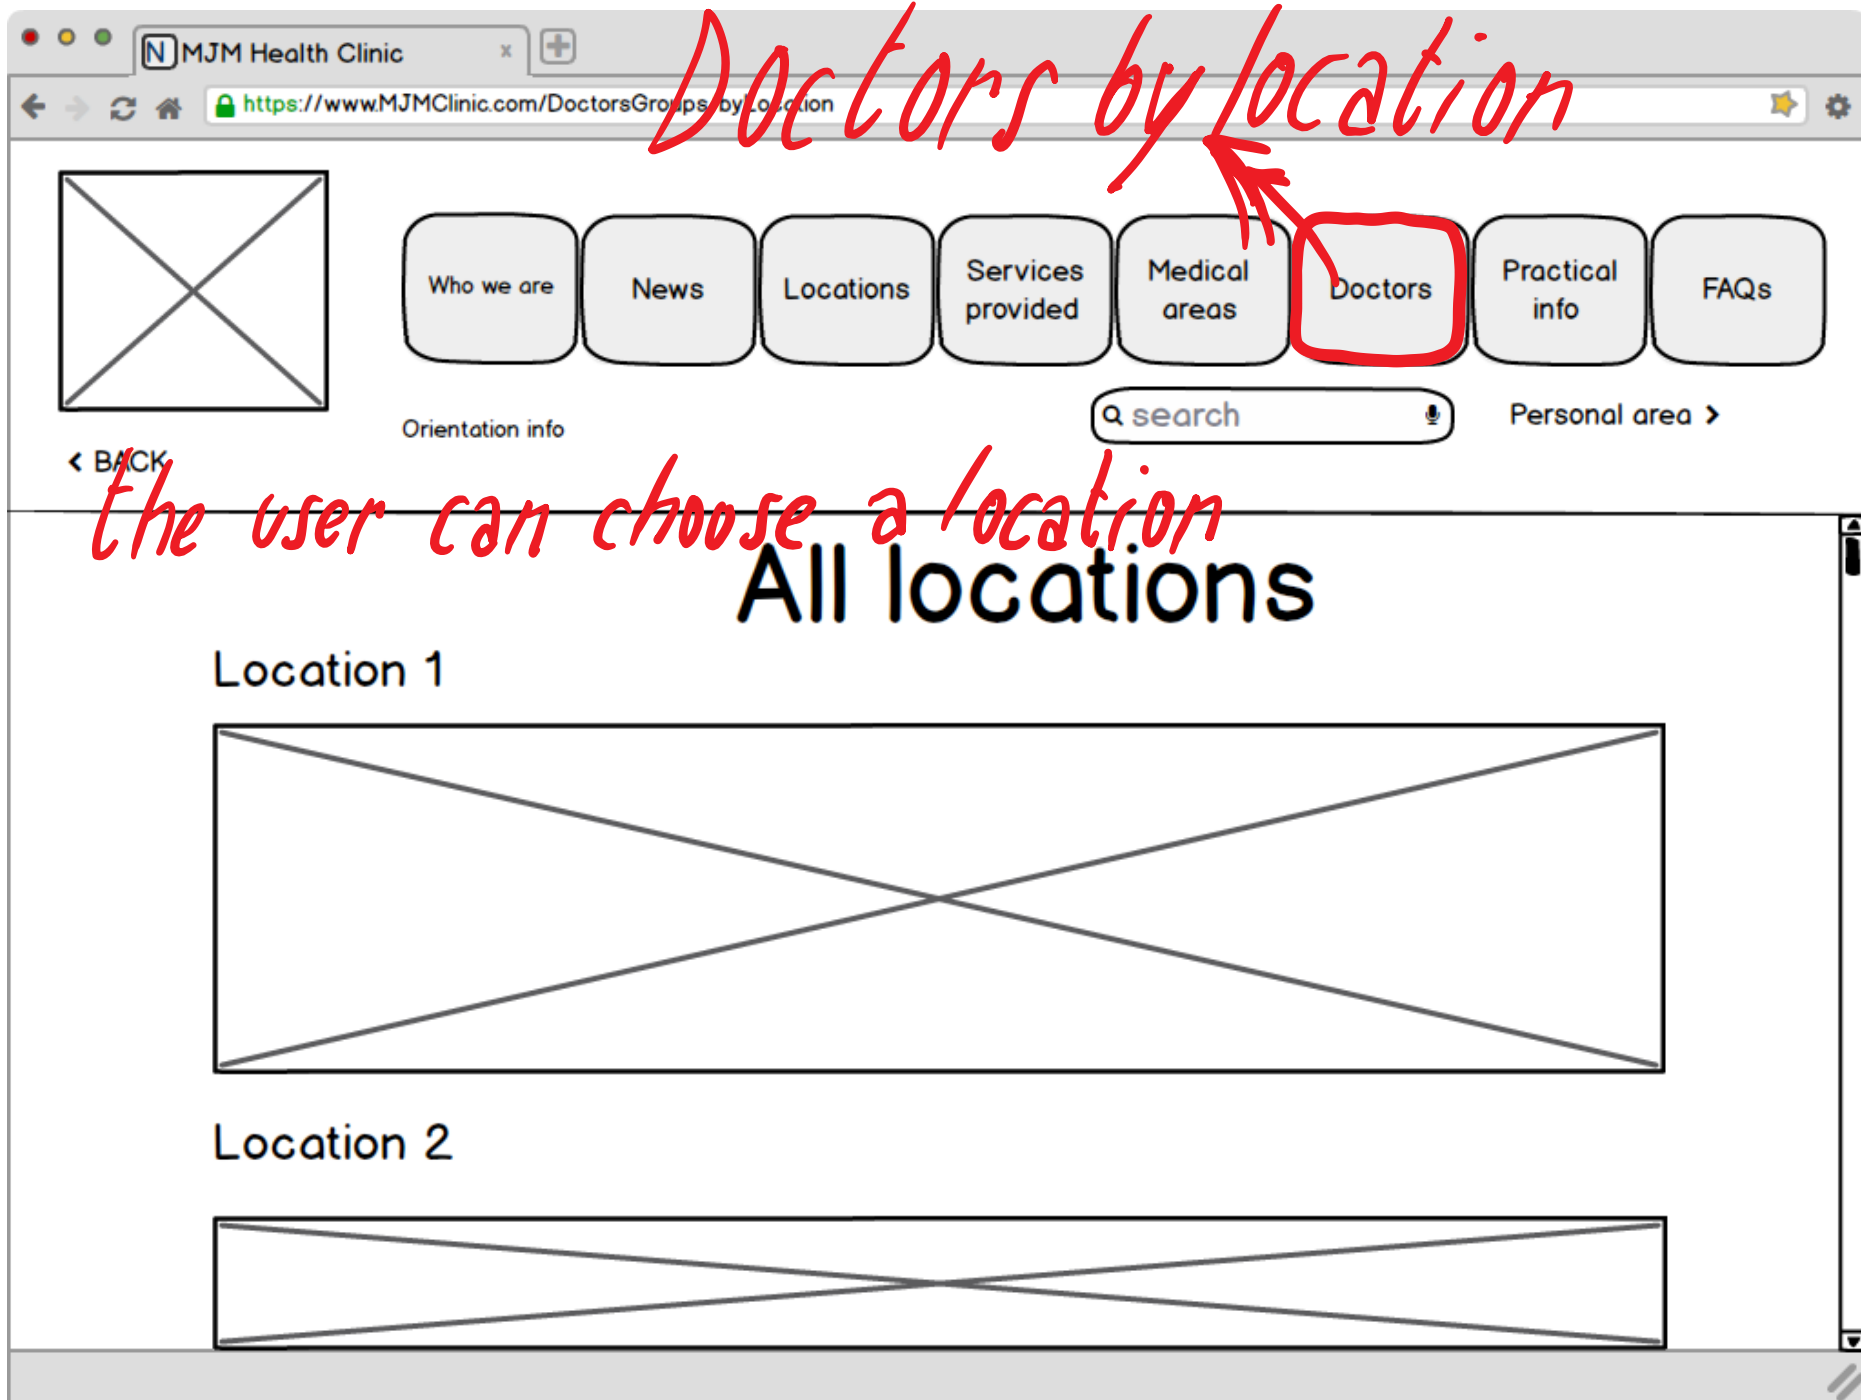 Doctors by location
MJM Health Clinic
https://www.MJMClinic.com/DoctorsGroups/byLocation
Who we are
News
Locations
Services
provided
Medical
areas
Doctors
Practical
info
FAQs
search
Personal area
Orientation info
BACK
the user can choose a location
All locations
Location 1
Location 2